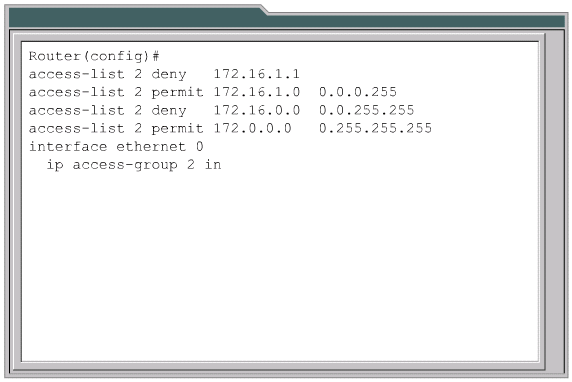 Router(config)#
access-list 2 deny   172.16.1.1
access-list 2 permit 172.16.1.0  0.0.0.255
access-list 2 deny   172.16.0.0  0.0.255.255
access-list 2 permit 172.0.0.0   0.255.255.255
interface ethernet 0
  ip access-group 2 in